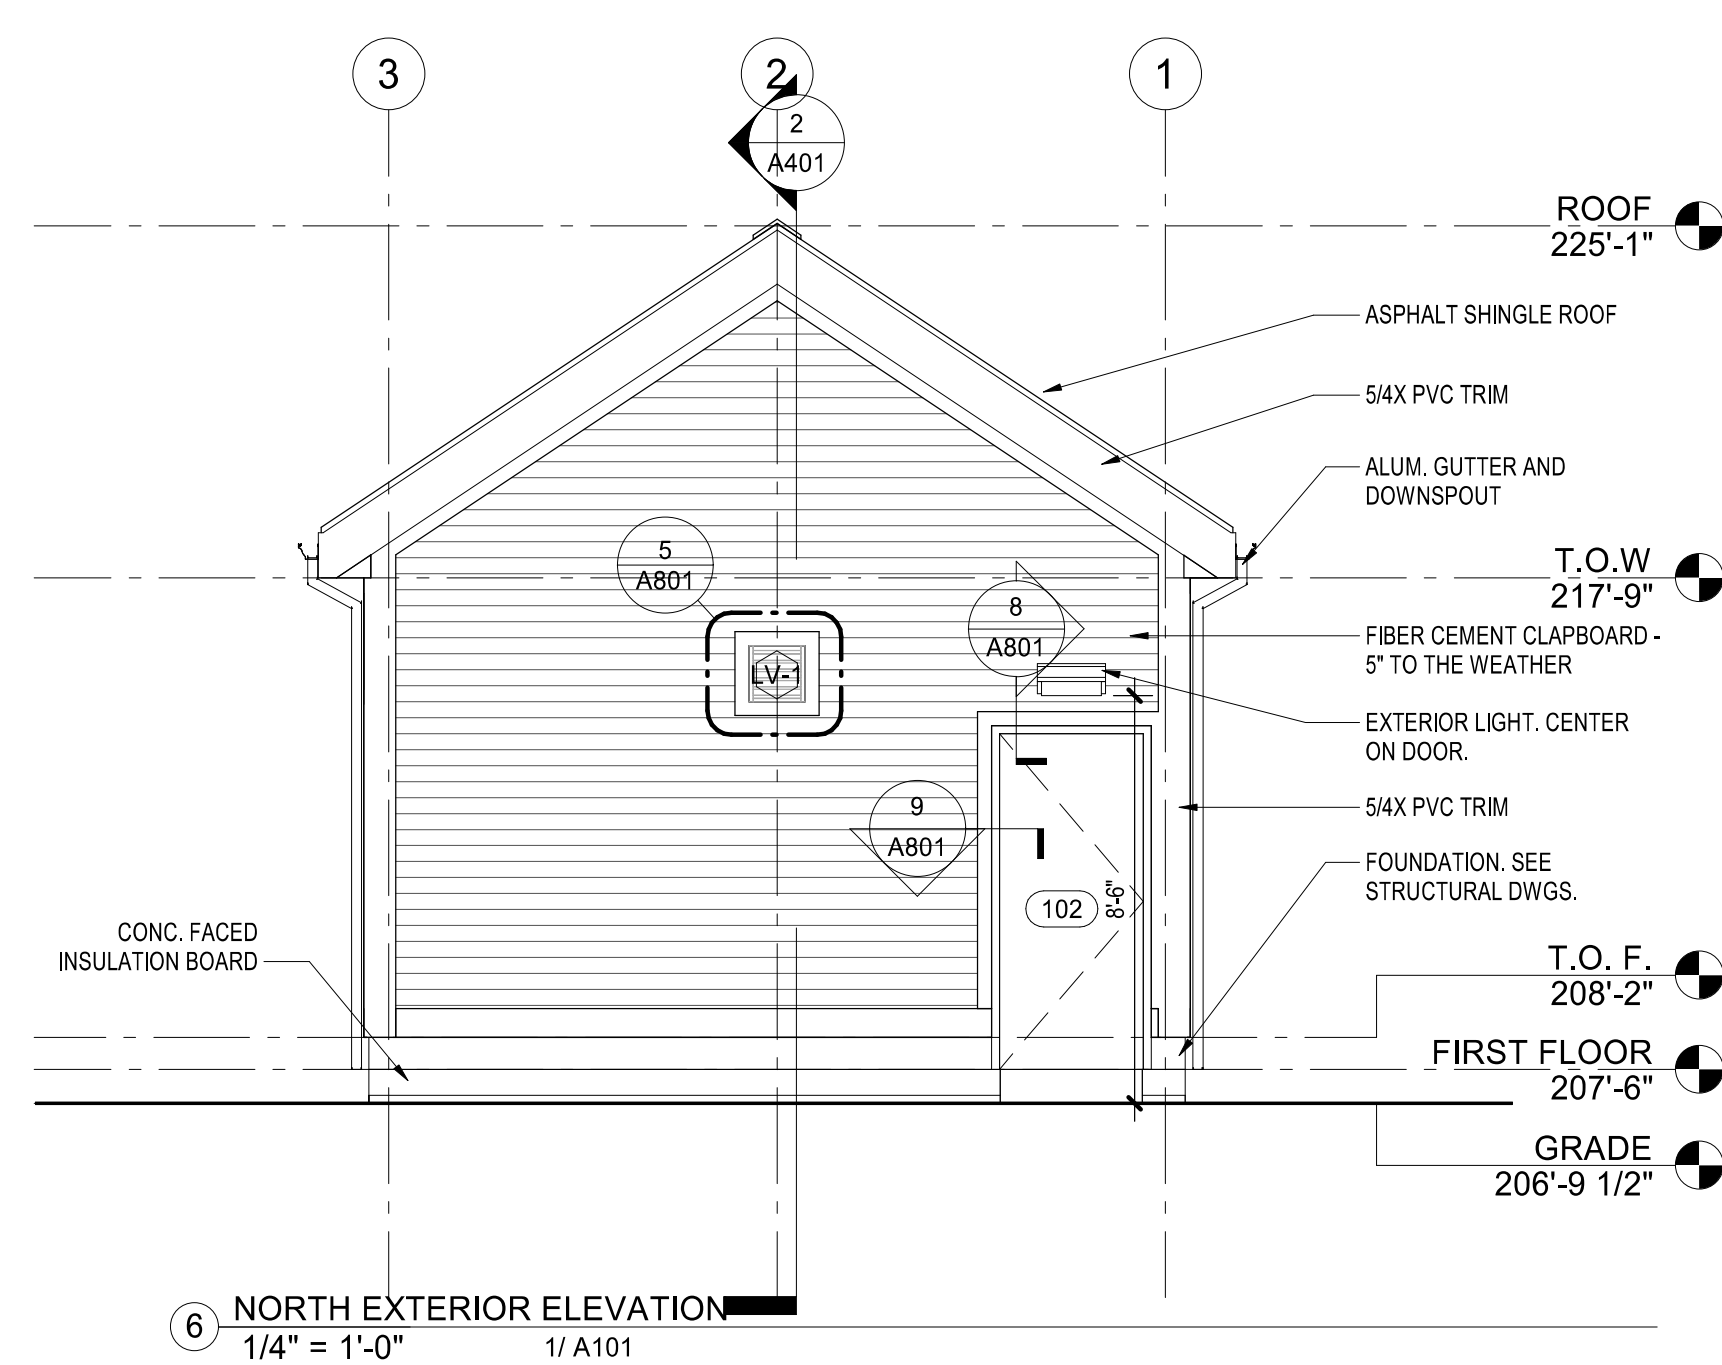 3
2
1
2
A401
ROOF
225'-1"
ASPHALT SHINGLE ROOF
5/4X PVC TRIM
ALUM. GUTTER AND
DOWNSPOUT
5
A801
T.O.W
217'-9"
8
A801
FIBER CEMENT CLAPBOARD -
5" TO THE WEATHER
LV-1
EXTERIOR LIGHT. CENTER
ON DOOR.
9
A801
5/4X PVC TRIM
FOUNDATION. SEE
STRUCTURAL DWGS.
102
8'-6"
CONC. FACED
INSULATION BOARD
T.O. F.
208'-2"
FIRST FLOOR
207'-6"
GRADE
206'-9 1/2"
6
NORTH EXTERIOR ELEVATION
1/4" = 1'-0"
1/ A101